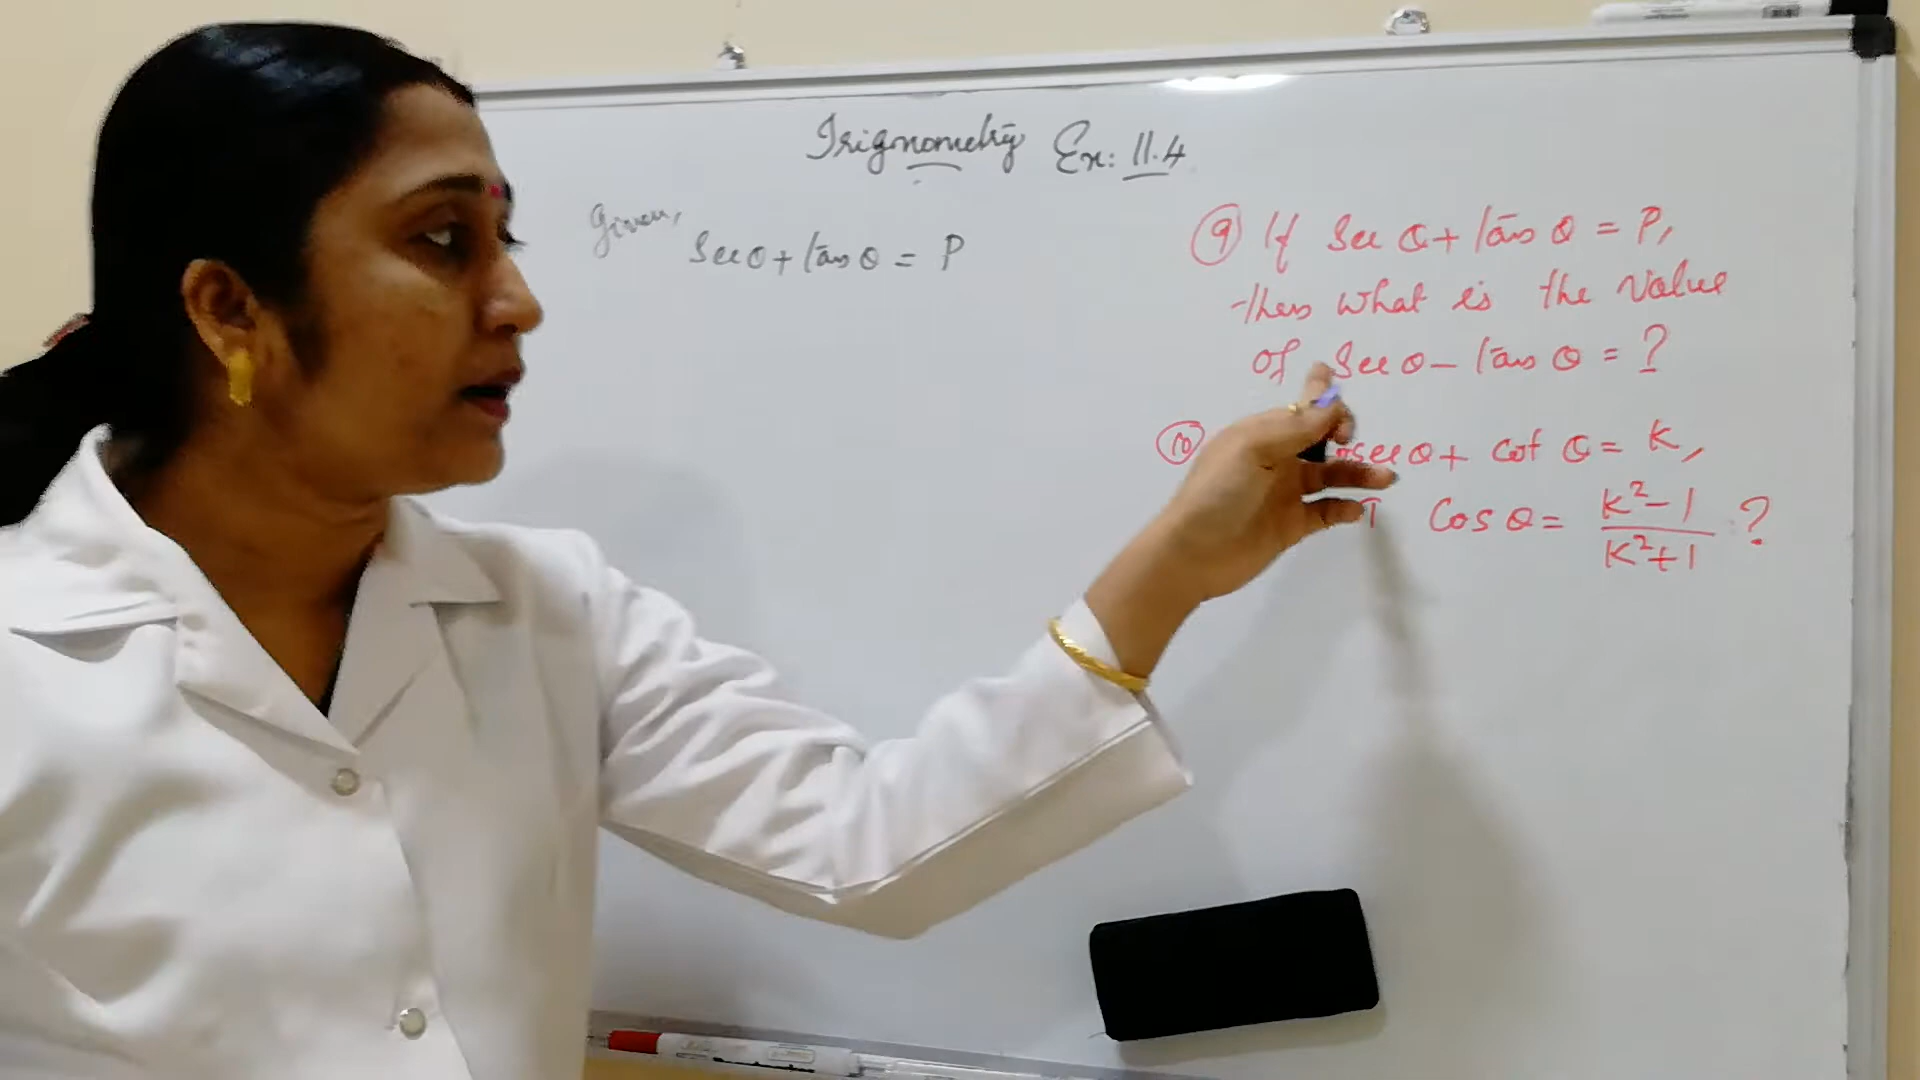 Trignometry Ex: 11.4
Given,
Sec θ + tan θ = P
⑨ If Sec θ + tan θ = P,
then what is the value
of Sec θ – tan θ = ?
⑩ cosec θ + cot θ = K,
T Cos θ = K²-1 / K²+1 ?